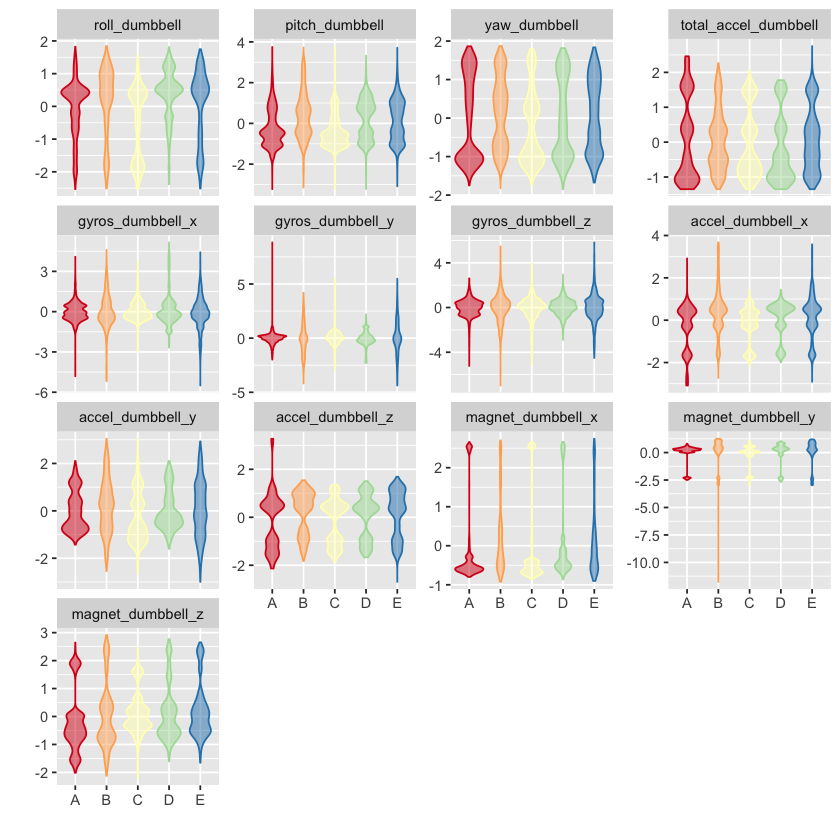 roll_dumbbell pitch_dumbbell yaw_dumbbell total_accel_dumbbell
2 1 0 -1 -2
4 2 0 -2
2 1 0 -1 -2
2 1 0 -1
gyros_dumbbell_x gyros_dumbbell_y gyros_dumbbell_z accel_dumbbell_x
3 0 -3 -6
5 0 -5
4 0 -4
4 2 0 -2
accel_dumbbell_y accel_dumbbell_z magnet_dumbbell_x magnet_dumbbell_y
2 0 -2
2 0 -2
2 1 0 -1
0.0 -2.5 -5.0 -7.5 -10.0
A B C D E A B C D E A B C D E
magnet_dumbbell_z
3 2 1 0 -1 -2
A B C D E